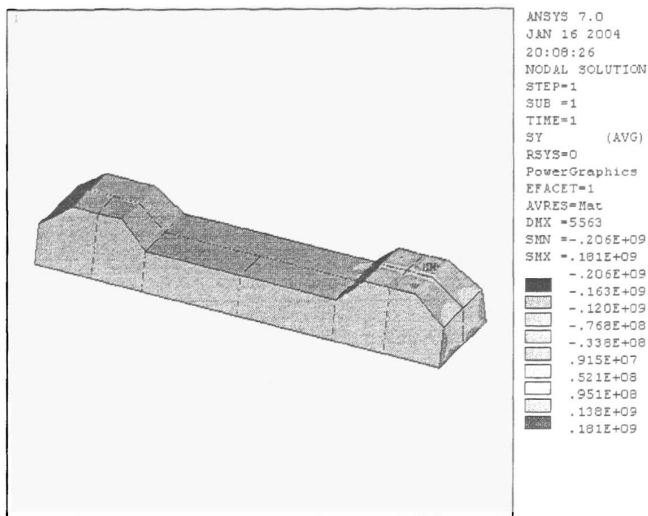 1
ANSYS 7.0
JAN 16 2004
20:08:26
NODAL SOLUTION
STEP=1
SUB =1
TIME=1
SY (AVG)
RSYS=0
PowerGraphics
EFACET=1
AVRES=Mat
DMX =5563
SMN =-.206E+09
SMX =.181E+09
-.206E+09
-.163E+09
-.120E+09
-.768E+08
-.338E+08
.915E+07
.521E+08
.951E+08
.138E+09
.181E+09